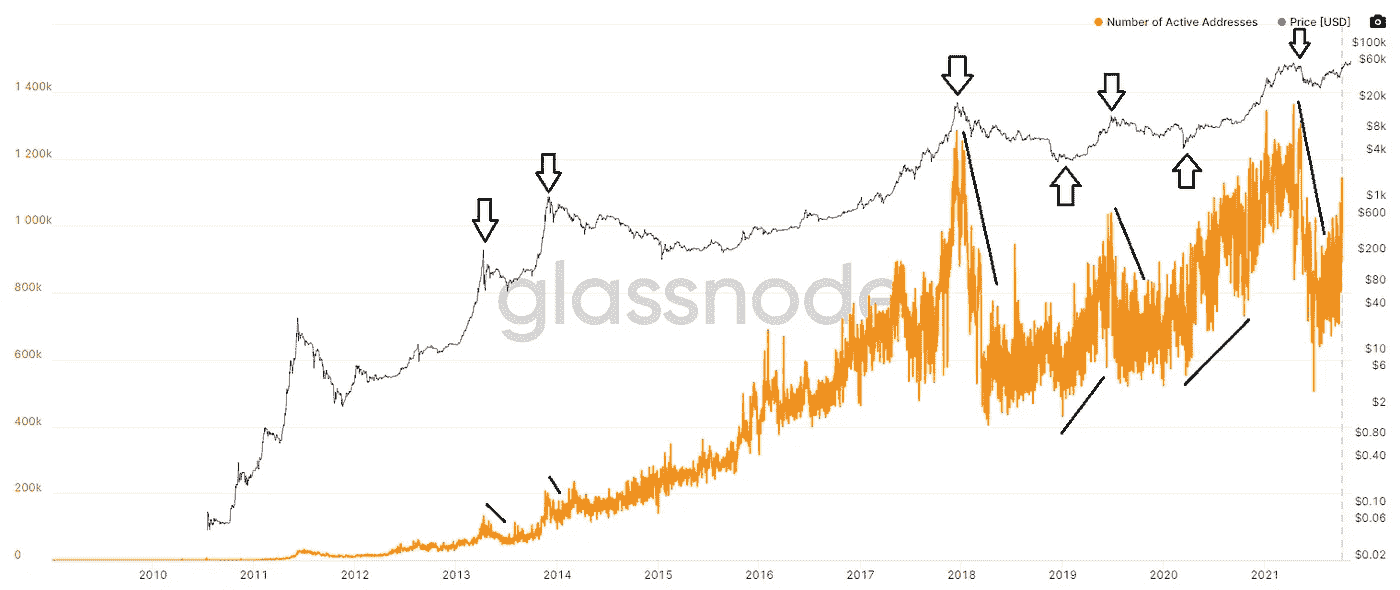 Number of Active Addresses Price [USD]
1 400k
1 200k
1 000k
800k
600k
400k
200k
0
$100k
$60k
$20k
$8k
$4k
$1k
$600
$200
$80
$40
$10
$6
$2
$0.80
$0.40
$0.10
$0.06
$0.02
glassnode
2010 2011 2012 2013 2014 2015 2016 2017 2018 2019 2020 2021